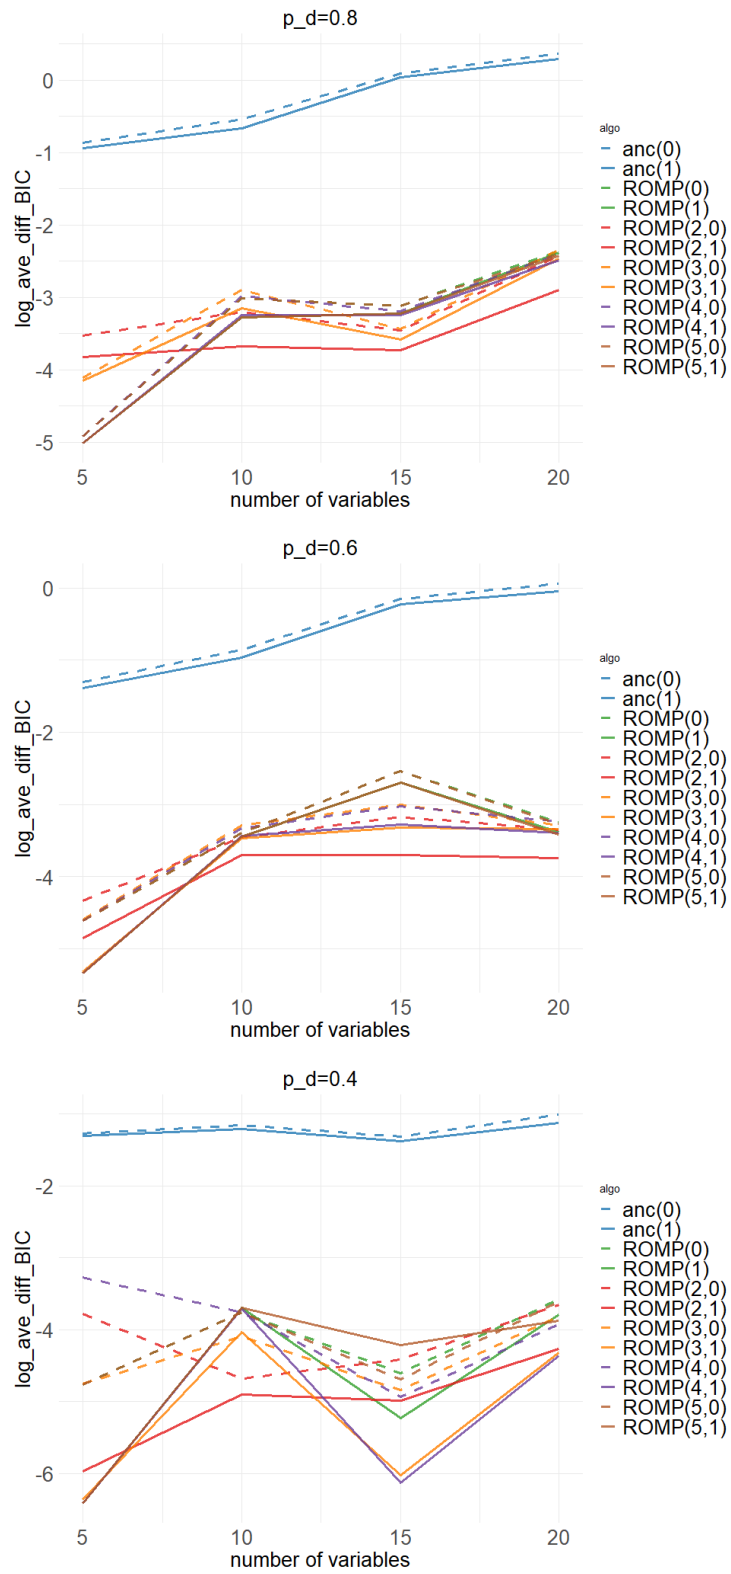 p_d=0.8
log_ave_diff_BIC
0
-1
-2
-3
-4
-5
5
10
15
20
number of variables
algo
anc(0)
anc(1)
ROMP(0)
ROMP(1)
ROMP(2,0)
ROMP(2,1)
ROMP(3,0)
ROMP(3,1)
ROMP(4,0)
ROMP(4,1)
ROMP(5,0)
ROMP(5,1)
p_d=0.6
log_ave_diff_BIC
0
-2
-4
5
10
15
20
number of variables
algo
anc(0)
anc(1)
ROMP(0)
ROMP(1)
ROMP(2,0)
ROMP(2,1)
ROMP(3,0)
ROMP(3,1)
ROMP(4,0)
ROMP(4,1)
ROMP(5,0)
ROMP(5,1)
p_d=0.4
log_ave_diff_BIC
-2
-4
-6
5
10
15
20
number of variables
algo
anc(0)
anc(1)
ROMP(0)
ROMP(1)
ROMP(2,0)
ROMP(2,1)
ROMP(3,0)
ROMP(3,1)
ROMP(4,0)
ROMP(4,1)
ROMP(5,0)
ROMP(5,1)